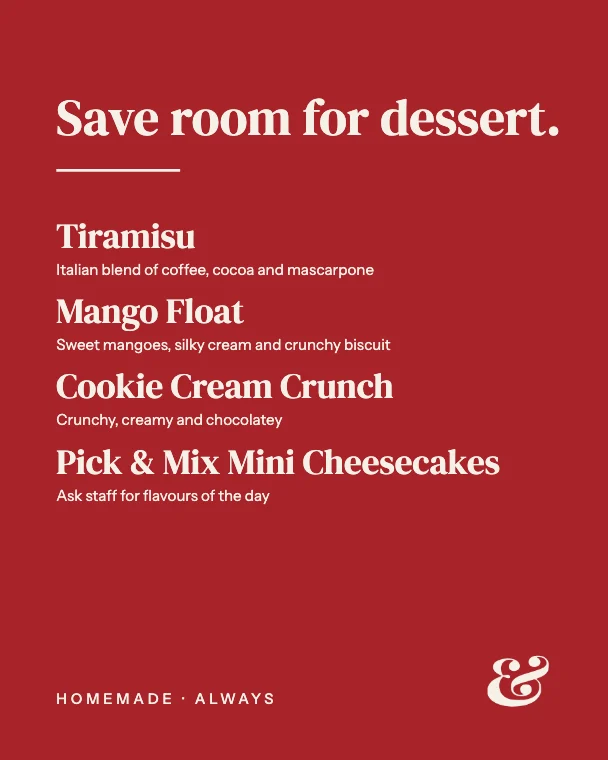 Save room for dessert.
Tiramisu
Italian blend of coffee, cocoa and mascarpone
Mango Float
Sweet mangoes, silky cream and crunchy biscuit
Cookie Cream Crunch
Crunchy, creamy and chocolatey
Pick & Mix Mini Cheesecakes
Ask staff for flavours of the day
HOMEMADE · ALWAYS
&